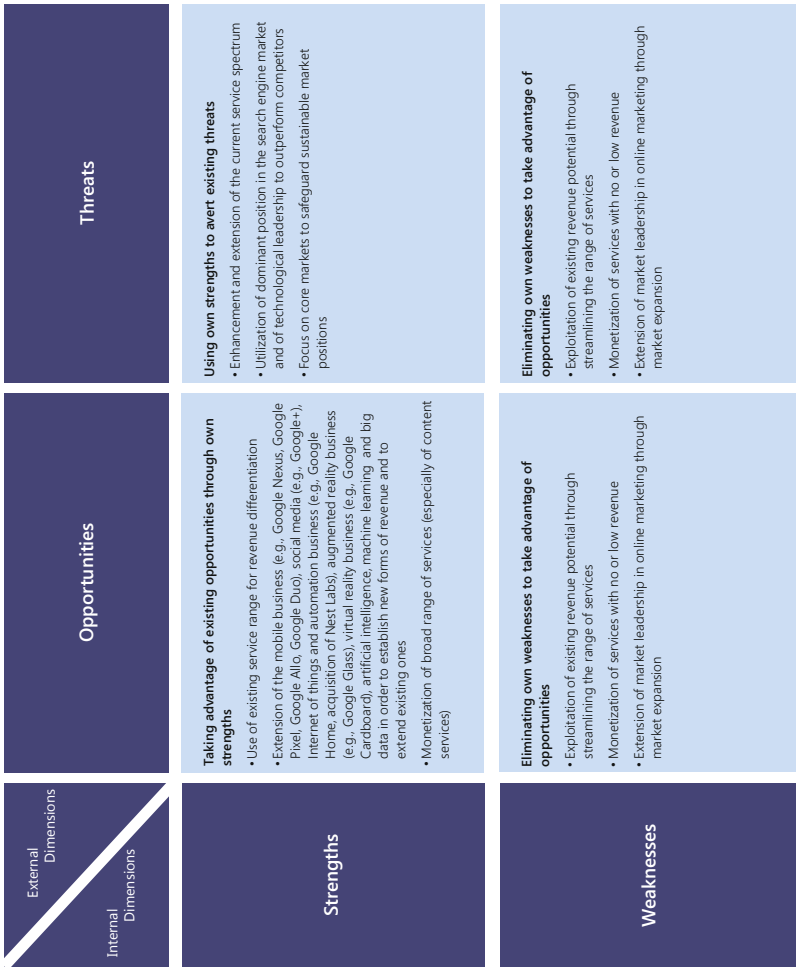 External
Dimensions
Internal
Dimensions
Opportunities
Threats
Strengths
Taking advantage of existing opportunities through own
strengths
• Use of existing service range for revenue differentiation
• Extension of the mobile business (e.g., Google Nexus, Google
Pixel, Google Allo, Google Duo), social media (e.g., Google+),
Internet of things and automation business (e.g., Google
Home, acquisition of Nest Labs), augmented reality business
(e.g., Google Glass), virtual reality business (e.g., Google
Cardboard), artificial intelligence, machine learning and big
data in order to establish new forms of revenue and to
extend existing ones
• Monetization of broad range of services (especially of content
services)
Using own strengths to avert existing threats
• Enhancement and extension of the current service spectrum
• Utilization of dominant position in the search engine market
and of technological leadership to outperform competitors
• Focus on core markets to safeguard sustainable market
positions
Weaknesses
Eliminating own weaknesses to take advantage of
opportunities
• Exploitation of existing revenue potential through
streamlining the range of services
• Monetization of services with no or low revenue
• Extension of market leadership in online marketing through
market expansion
Eliminating own weaknesses to take advantage of
opportunities
• Exploitation of existing revenue potential through
streamlining the range of services
• Monetization of services with no or low revenue
• Extension of market leadership in online marketing through
market expansion